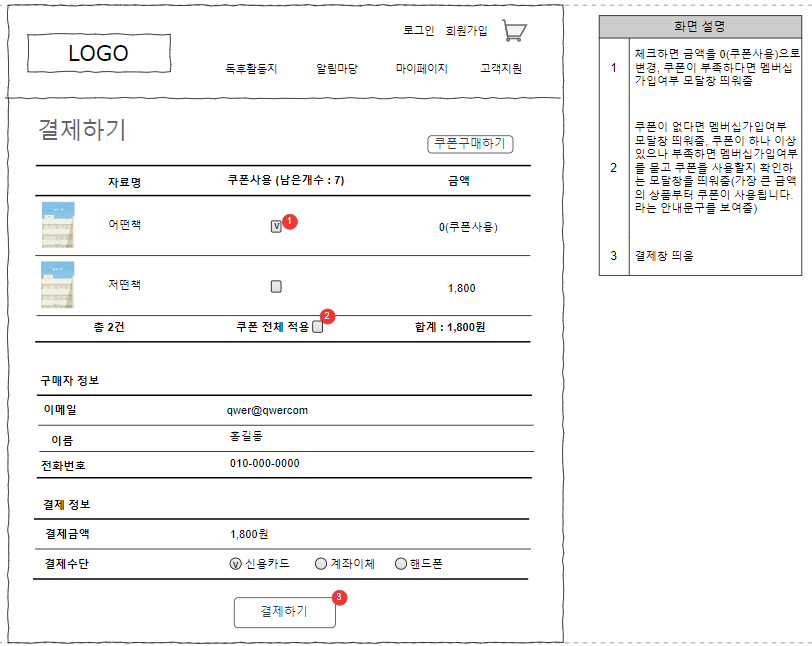 로그인 회원가입
LOGO
독후활동지 알림마당 마이페이지 고객지원
결제하기
쿠폰구매하기
자료명 쿠폰사용 (남은개수 : 7) 금액
어떤책 v 1 0(쿠폰사용)
저떤책 1,800
총 2건 쿠폰 전체 적용 2 합계 : 1,800원
구매자 정보
이메일 qwer@qwercom
이름 홍길동
전화번호 010-000-0000
결제 정보
결제금액 1,800원
결제수단 v 신용카드 계좌이체 핸드폰
결제하기 3
화면 설명
1
체크하면 금액을 0(쿠폰사용)으로
변경, 쿠폰이 부족하다면 멤버십
가입여부 모달창 띄워줌
2
쿠폰이 없다면 멤버십가입여부
모달창 띄워줌, 쿠폰이 하나 이상
있으나 부족하면 멤버십가입여부
를 묻고 쿠폰을 사용할지 확인하
는 모달창을 띄워줌(가장 큰 금액
의 상품부터 쿠폰이 사용됩니다.
라는 안내문구를 보여줌)
3 결제창 띄움